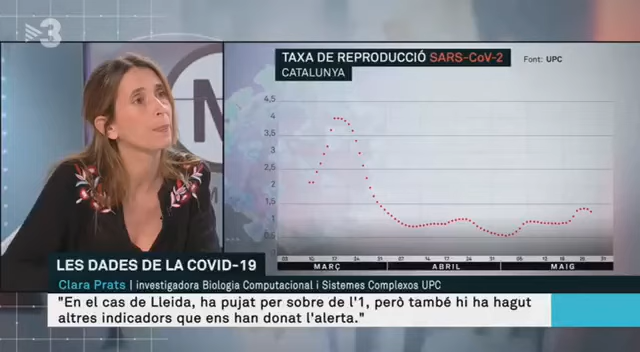 3
TAXA DE REPRODUCCIÓ SARS-CoV-2
CATALUNYA
Font: UPC
M
4,5
4
3,5
3
2,5
2
1,5
1
0,5
0
MARÇ ABRIL MAIG
LES DADES DE LA COVID-19
Clara Prats | investigadora Biologia Computacional i Sistemes Complexos UPC
"En el cas de Lleida, ha pujat per sobre de l'1, però també hi ha hagut
altres indicadors que ens han donat l'alerta."